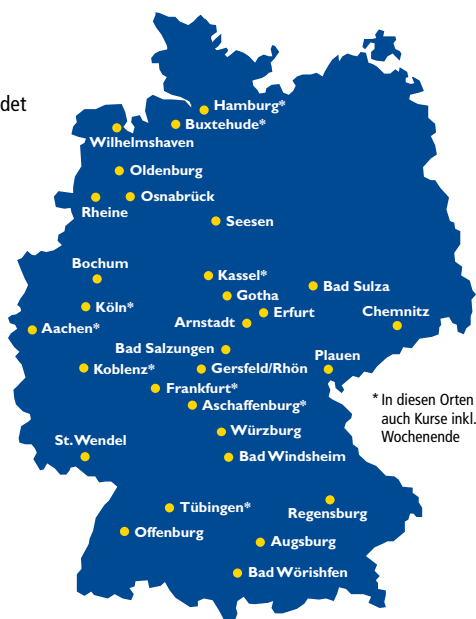 det
Hamburg*
Buxtehude*
Wilhelmshaven
Oldenburg
Osnabrück
Rheine
Seesen
Bochum
Kassel*
Bad Sulza
Gotha
Köln*
Erfurt
Chemnitz
Aachen*
Arnstadt
Bad Salzungen
Plauen
Koblenz*
Gersfeld/Rhön
Frankfurt*
Aschaffenburg*
* In diesen Orten
auch Kurse inkl.
Wochenende
Würzburg
St. Wendel
Bad Windsheim
Tübingen*
Regensburg
Offenburg
Augsburg
Bad Wörishfen